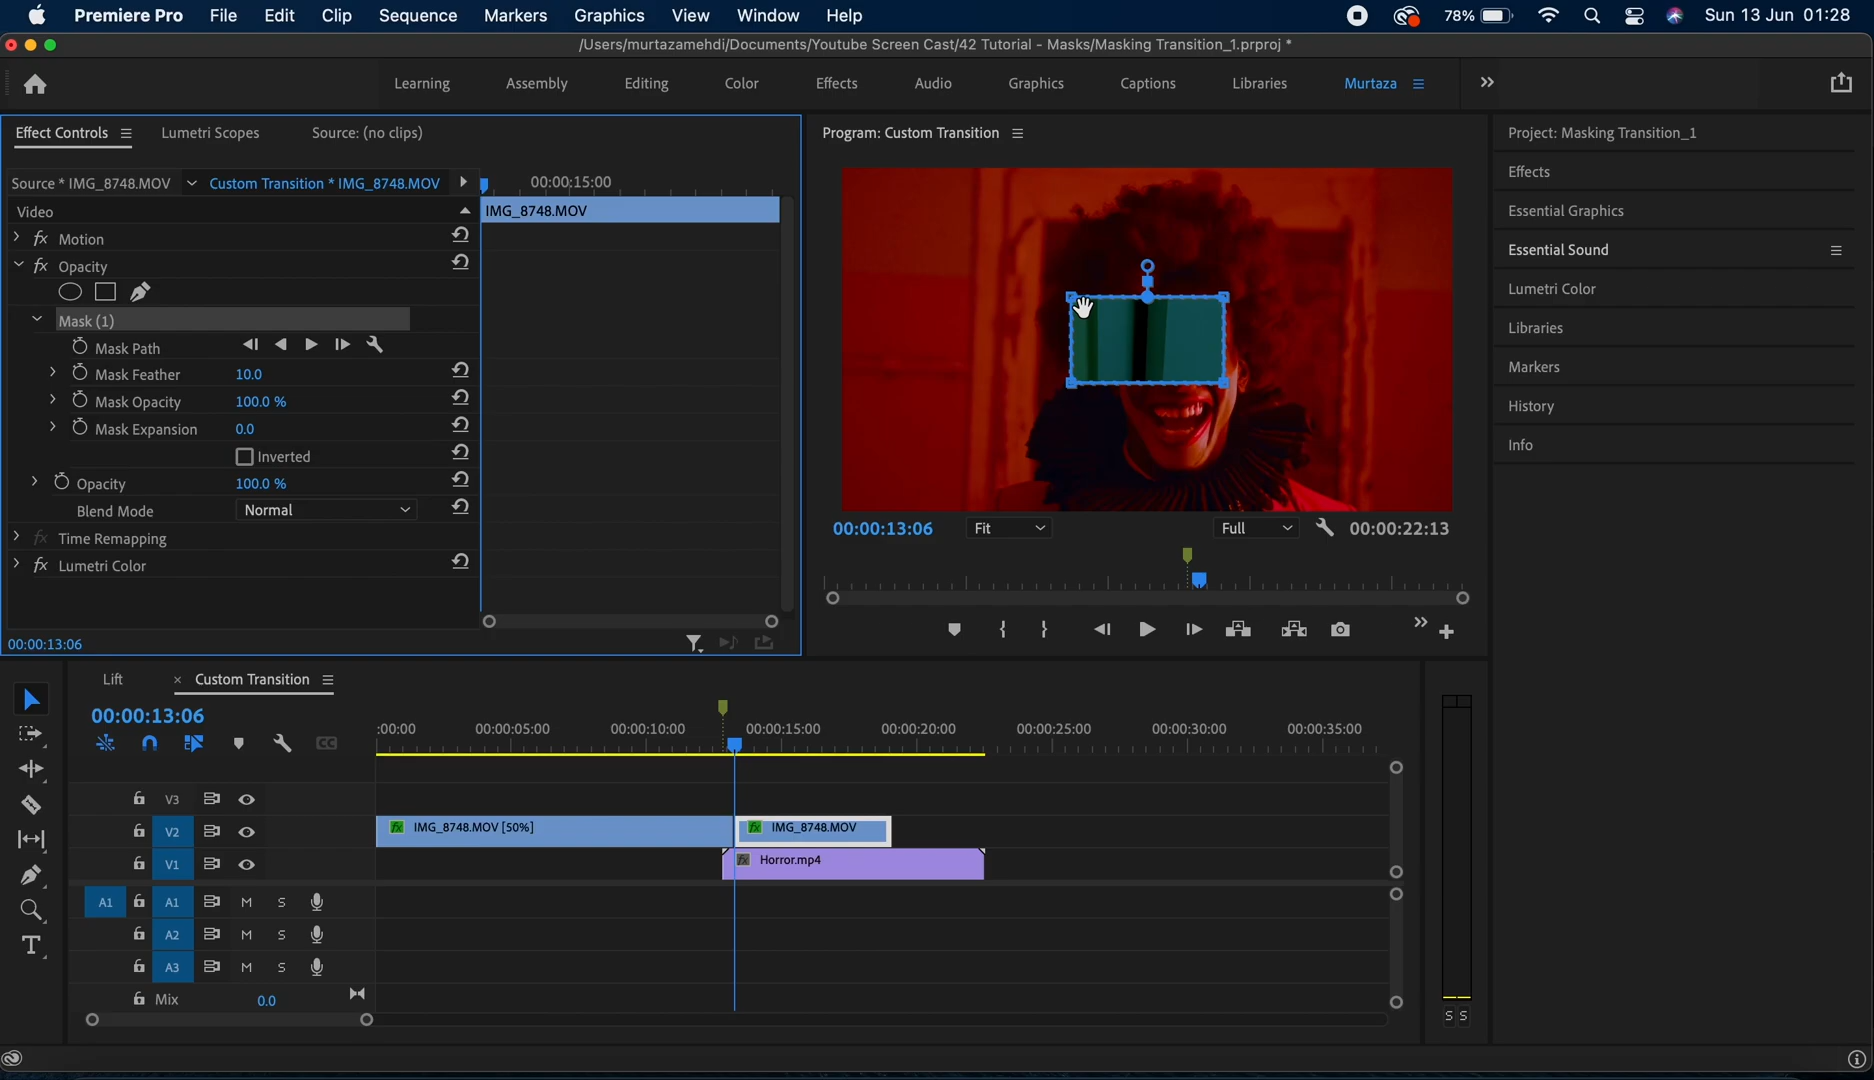 Premiere Pro File Edit Clip Sequence Markers Graphics View Window Help 78% Sun 13 Jun 01:28
/Users/murtazamehdi/Documents/Youtube Screen Cast/42 Tutorial - Masks/Masking Transition_1.prproj *
Learning Assembly Editing Color Effects Audio Graphics Captions Libraries Murtaza
Effect Controls Lumetri Scopes Source: (no clips)
Source * IMG_8748.MOV Custom Transition * IMG_8748.MOV 00:00:15:00
Video IMG_8748.MOV
fx Motion
fx Opacity
Mask (1)
Mask Path
Mask Feather 10.0
Mask Opacity 100.0 %
Mask Expansion 0.0
Inverted
Opacity 100.0 %
Blend Mode Normal
fx Time Remapping
fx Lumetri Color
00:00:13:06
Program: Custom Transition
00:00:13:06 Fit Full 00:00:22:13
Project: Masking Transition_1
Effects
Essential Graphics
Essential Sound
Lumetri Color
Libraries
Markers
History
Info
Lift × Custom Transition
00:00:13:06
:00:00 00:00:05:00 00:00:10:00 00:00:15:00 00:00:20:00 00:00:25:00 00:00:30:00 00:00:35:00
CC
V3
V2 fx IMG_8748.MOV [50%] fx IMG_8748.MOV
V1 fx Horror.mp4
A1 A1 M S
A2 M S
A3 M S
Mix 0.0
S S
T